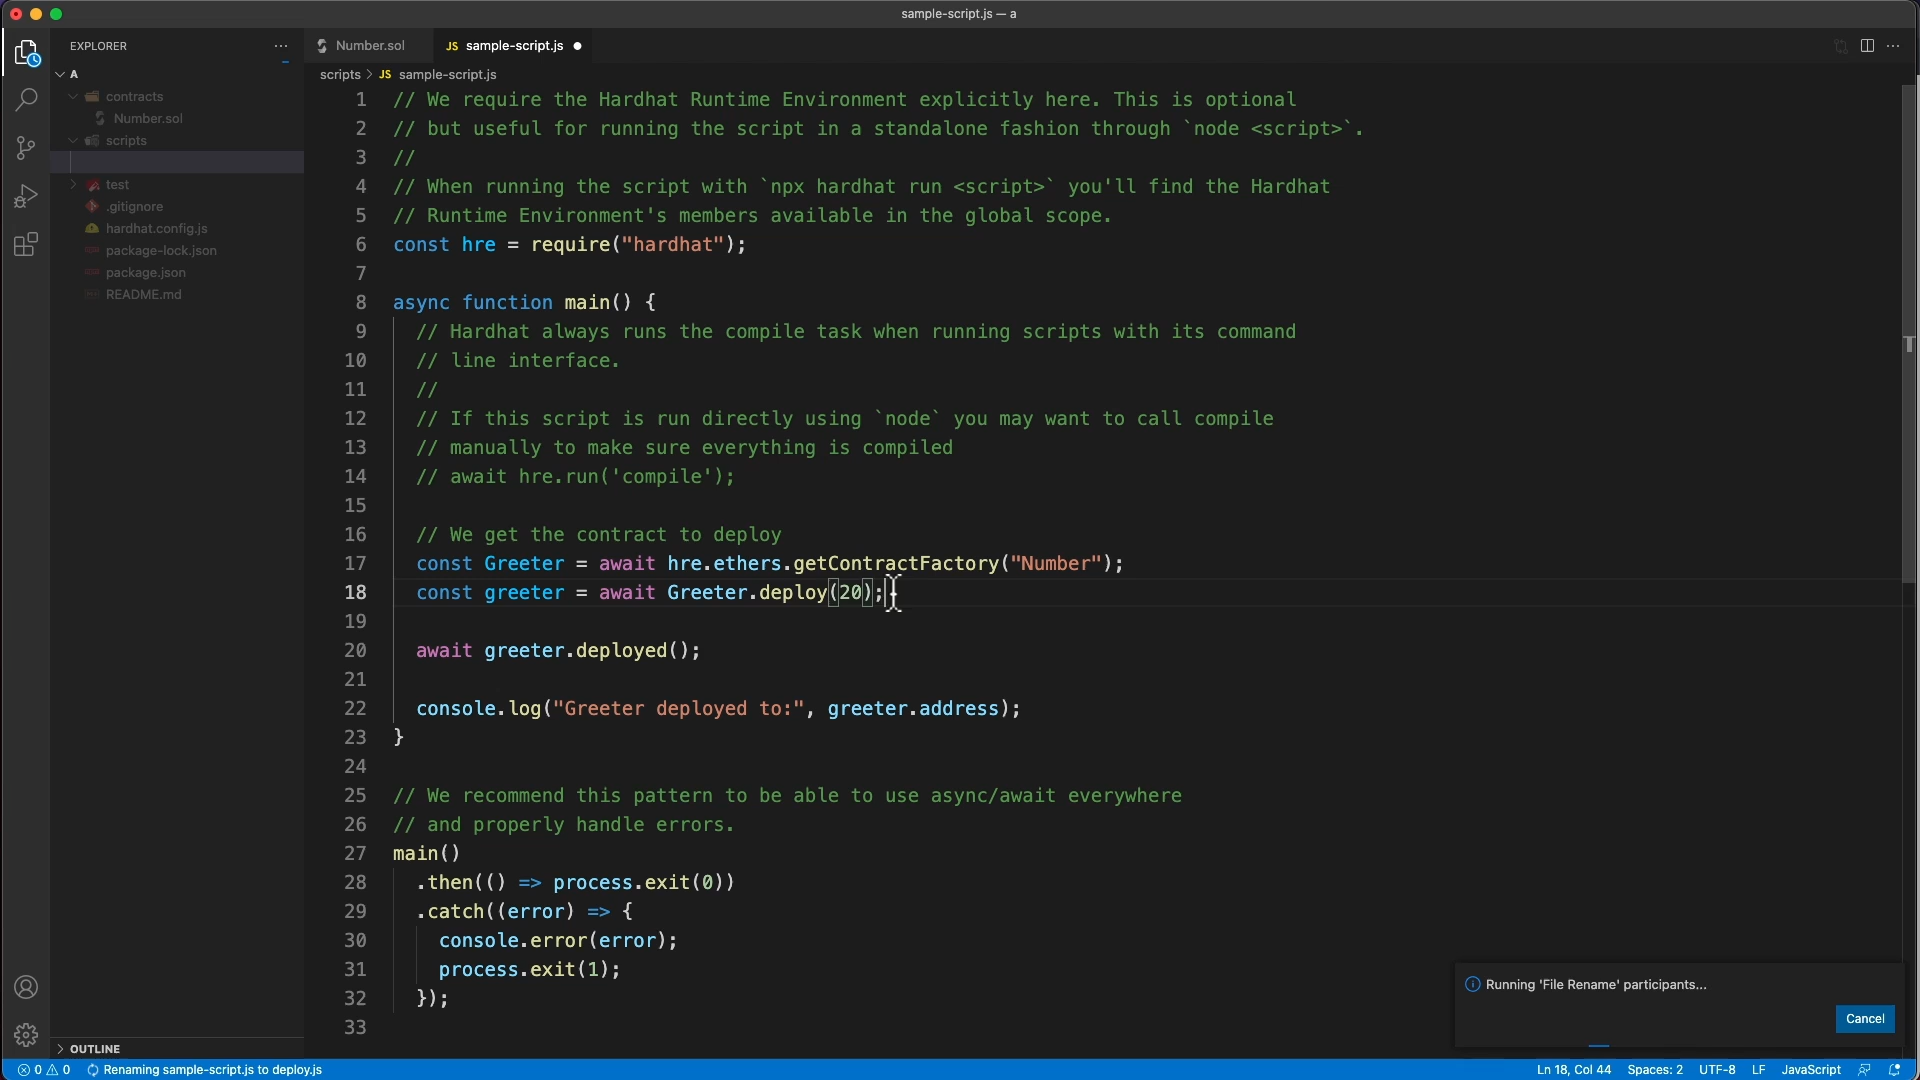 sample-script.js — a
EXPLORER
Number.sol
JS sample-script.js
A
scripts > JS sample-script.js
contracts
Number.sol
scripts
test
.gitignore
hardhat.config.js
package-lock.json
package.json
README.md
1 // We require the Hardhat Runtime Environment explicitly here. This is optional
2 // but useful for running the script in a standalone fashion through `node <script>`.
3 //
4 // When running the script with `npx hardhat run <script>` you'll find the Hardhat
5 // Runtime Environment's members available in the global scope.
6 const hre = require("hardhat");
7
8 async function main() {
9 // Hardhat always runs the compile task when running scripts with its command
10 // line interface.
11 //
12 // If this script is run directly using `node` you may want to call compile
13 // manually to make sure everything is compiled
14 // await hre.run('compile');
15
16 // We get the contract to deploy
17 const Greeter = await hre.ethers.getContractFactory("Number");
18 const greeter = await Greeter.deploy(20);
19
20 await greeter.deployed();
21
22 console.log("Greeter deployed to:", greeter.address);
23 }
24
25 // We recommend this pattern to be able to use async/await everywhere
26 // and properly handle errors.
27 main()
28 .then(() => process.exit(0))
29 .catch((error) => {
30 console.error(error);
31 process.exit(1);
32 });
33
Running 'File Rename' participants...
Cancel
OUTLINE
0 0 Renaming sample-script.js to deploy.js
Ln 18, Col 44 Spaces: 2 UTF-8 LF JavaScript